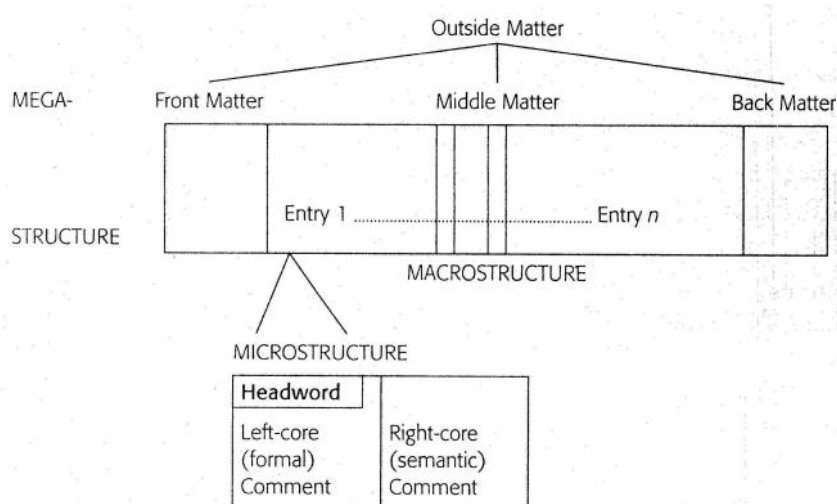 Outside Matter
MEGA- Front Matter Middle Matter Back Matter
Entry 1 ........................................ Entry n
STRUCTURE
MACROSTRUCTURE
MICROSTRUCTURE
Headword
Left-core Right-core
(formal) (semantic)
Comment Comment